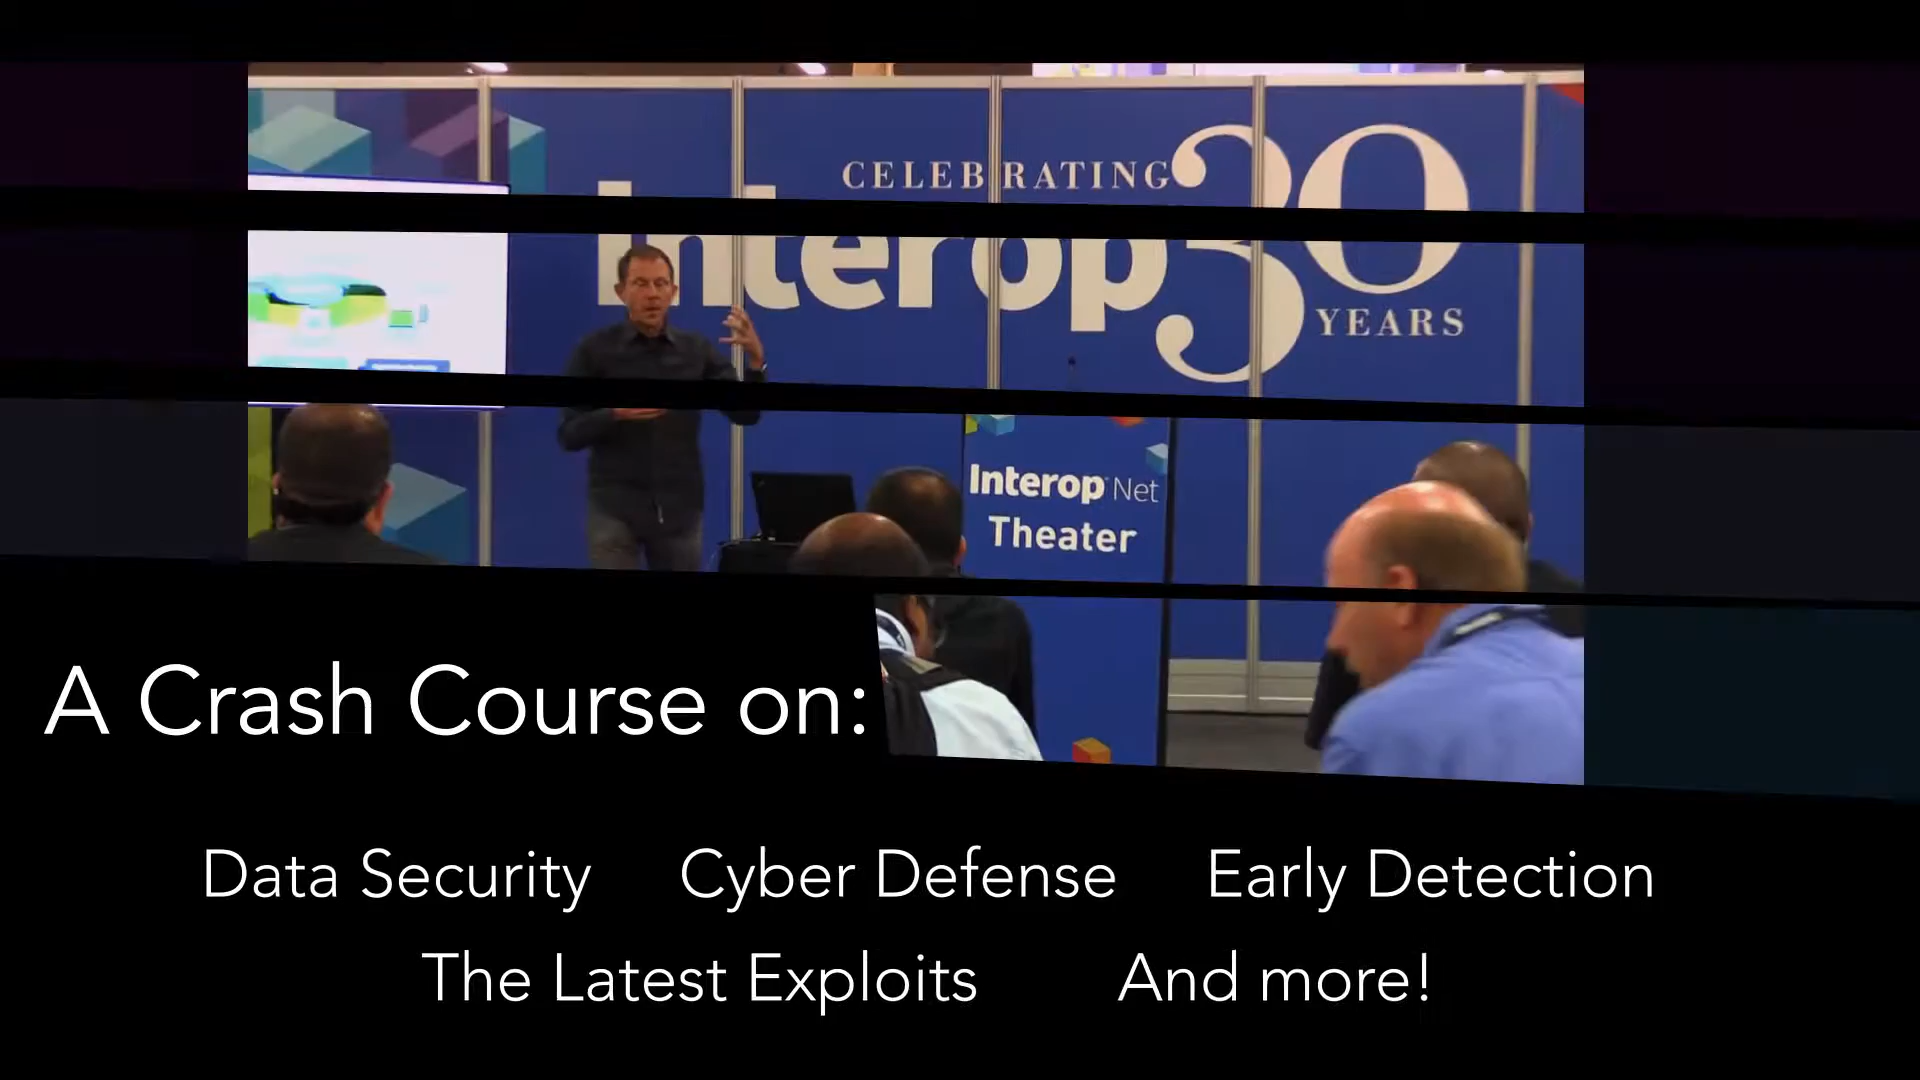 CELEBRATING
Interop 30
YEARS
Interop Net
Theater
A Crash Course on:
Data Security Cyber Defense Early Detection
The Latest Exploits And more!